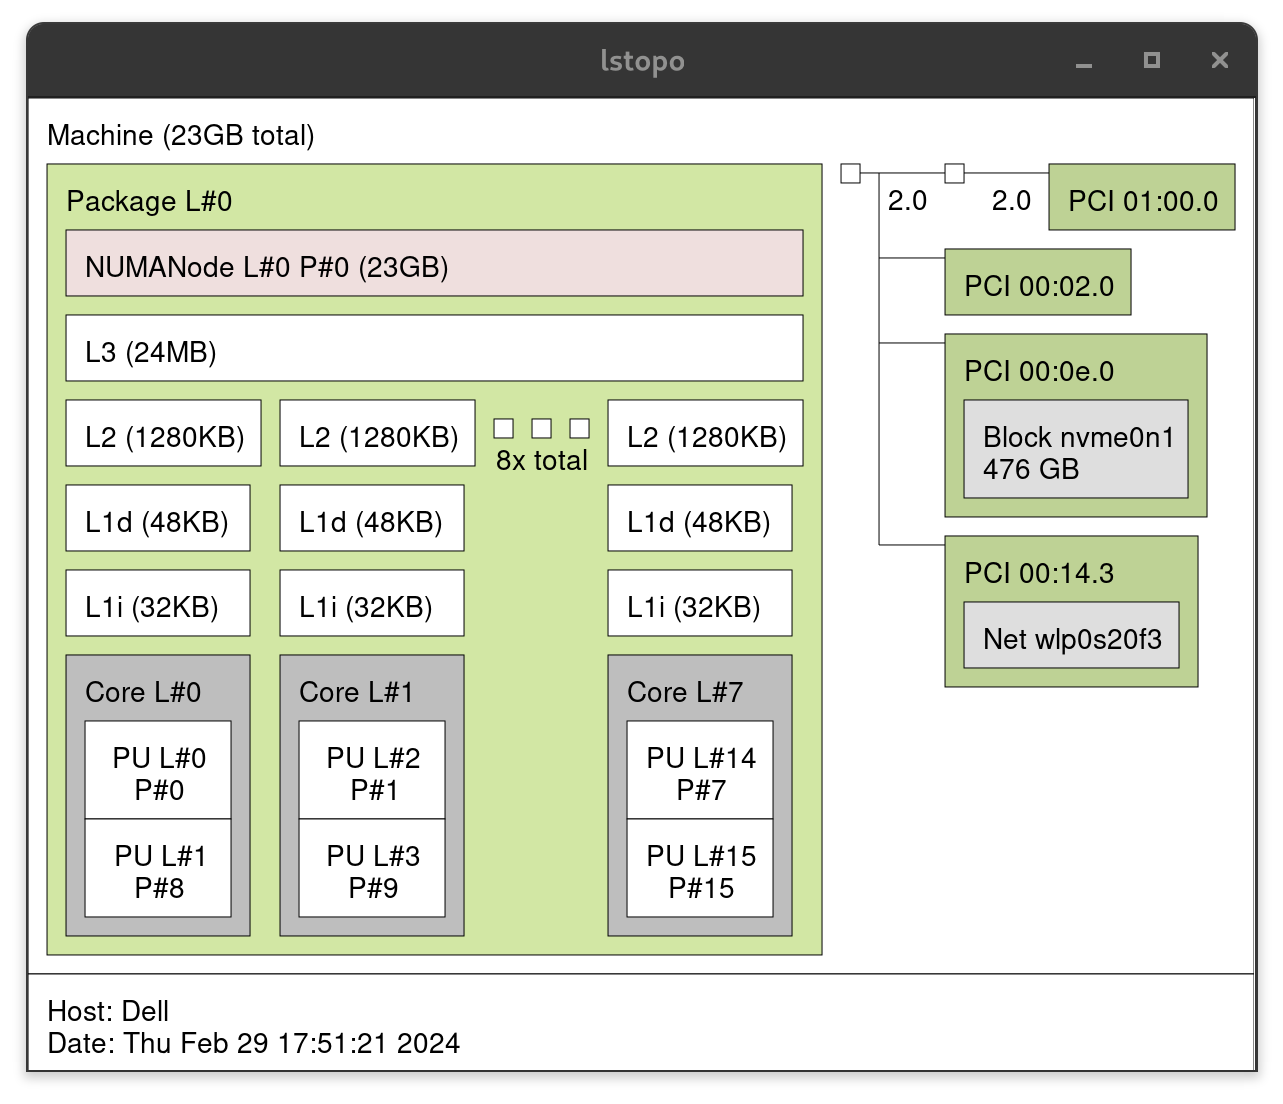 lstopo
Machine (23GB total)
Package L#0
NUMANode L#0 P#0 (23GB)
L3 (24MB)
L2 (1280KB)
L2 (1280KB)
8x total
L2 (1280KB)
L1d (48KB)
L1d (48KB)
L1d (48KB)
L1i (32KB)
L1i (32KB)
L1i (32KB)
Core L#0
PU L#0
P#0
PU L#1
P#8
Core L#1
PU L#2
P#1
PU L#3
P#9
Core L#7
PU L#14
P#7
PU L#15
P#15
2.0
2.0
PCI 01:00.0
PCI 00:02.0
PCI 00:0e.0
Block nvme0n1
476 GB
PCI 00:14.3
Net wlp0s20f3
Host: Dell
Date: Thu Feb 29 17:51:21 2024